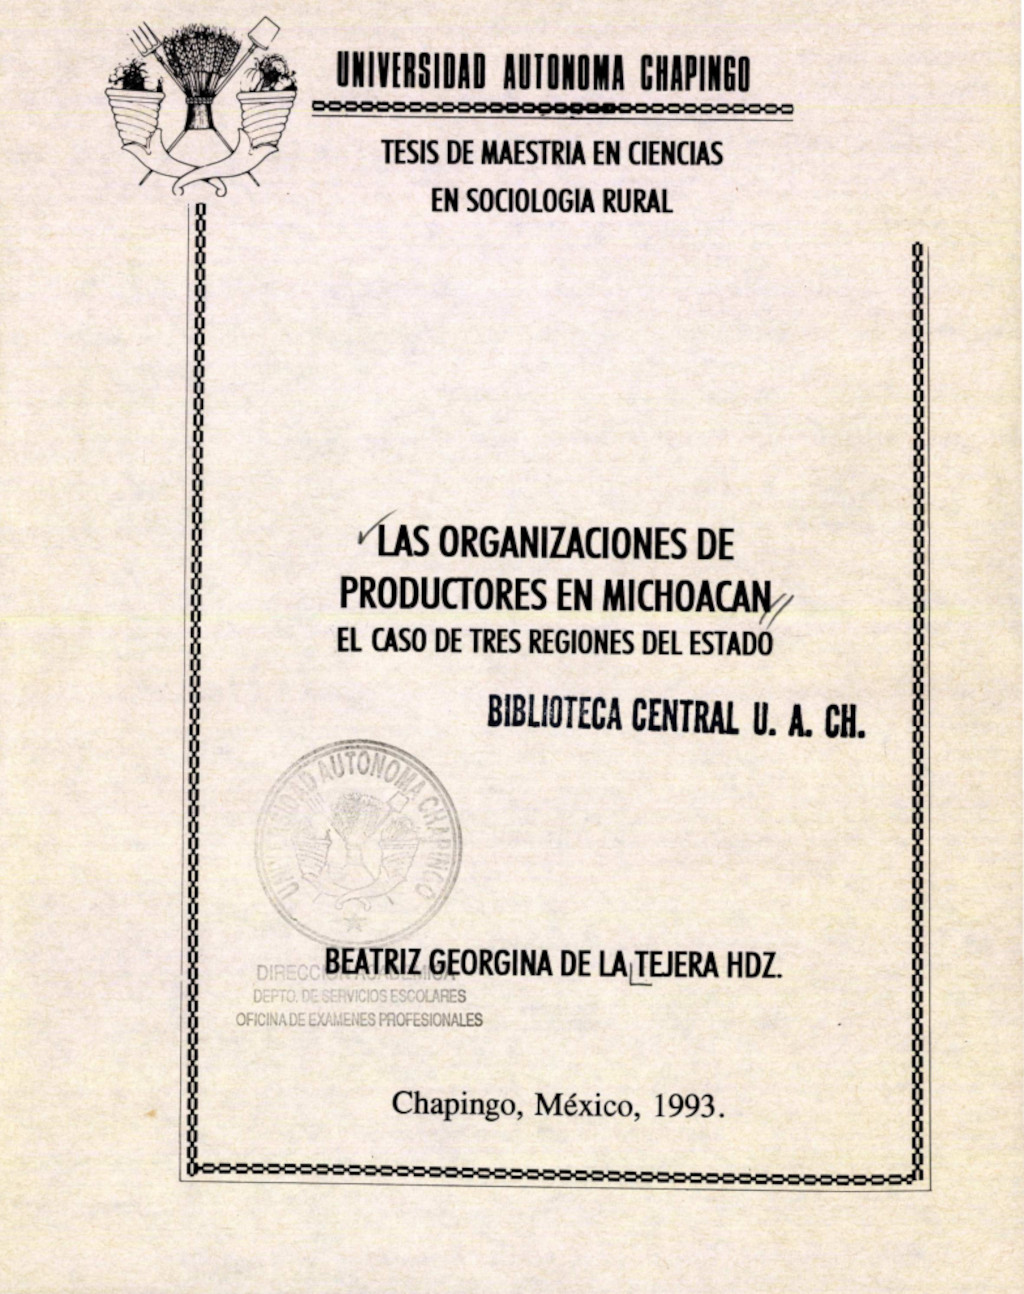 UNIVERSIDAD AUTONOMA CHAPINGO
TESIS DE MAESTRIA EN CIENCIAS
EN SOCIOLOGIA RURAL
LAS ORGANIZACIONES DE
PRODUCTORES EN MICHOACAN
EL CASO DE TRES REGIONES DEL ESTADO
BIBLIOTECA CENTRAL U. A. CH.
UNIVERSIDAD AUTONOMA CHAPINGO
BEATRIZ GEORGINA DE LA TEJERA HDZ.
DIRECCION ACADEMICA
DEPTO. DE SERVICIOS ESCOLARES
OFICINA DE EXAMENES PROFESIONALES
Chapingo, México, 1993.